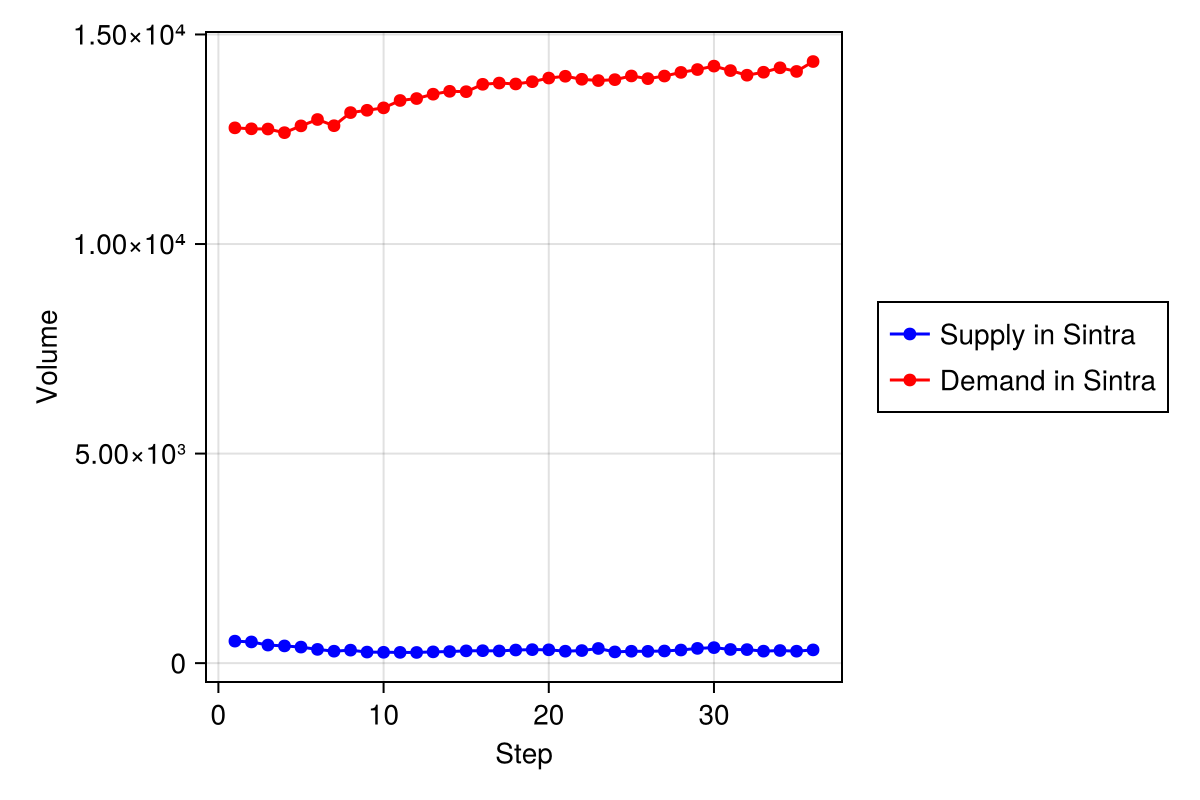 1.50×10⁴
1.00×10⁴
5.00×10³
0
Volume
0 10 20 30
Step
Supply in Sintra
Demand in Sintra